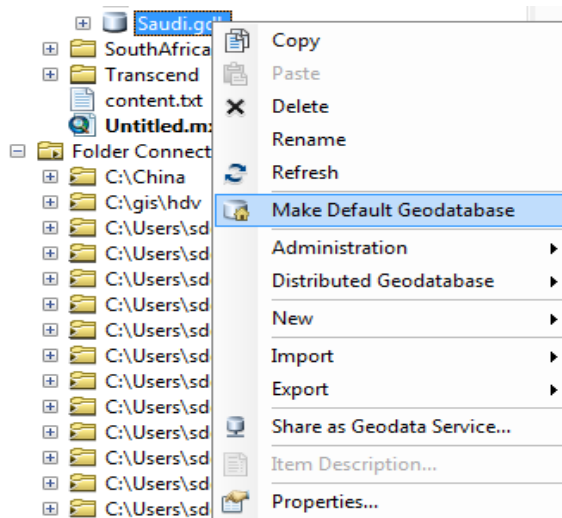 Saudi.gdb
SouthAfrica
Transcend
content.txt
Untitled.mx
Folder Connect
C:\China
C:\gis\hdv
C:\Users\sd
C:\Users\sd
C:\Users\sd
C:\Users\sd
C:\Users\sd
C:\Users\sd
C:\Users\sd
C:\Users\sd
C:\Users\sd
C:\Users\sd
C:\Users\sd
C:\Users\sd
Copy
Paste
Delete
Rename
Refresh
Make Default Geodatabase
Administration
Distributed Geodatabase
New
Import
Export
Share as Geodata Service...
Item Description...
Properties...